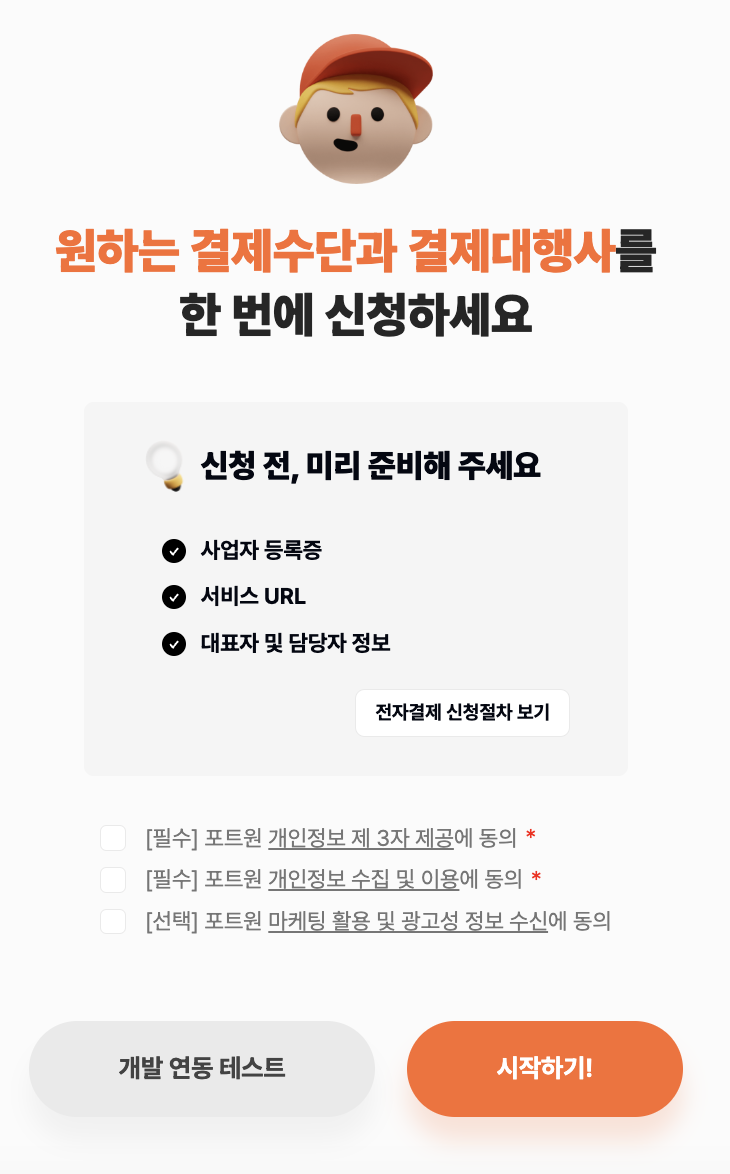 원하는 결제수단과 결제대행사를
한 번에 신청하세요
신청 전, 미리 준비해 주세요
사업자 등록증
서비스 URL
대표자 및 담당자 정보
전자결제 신청절차 보기
[필수] 포트원 개인정보 제 3자 제공에 동의 *
[필수] 포트원 개인정보 수집 및 이용에 동의 *
[선택] 포트원 마케팅 활용 및 광고성 정보 수신에 동의
개발 연동 테스트
시작하기!